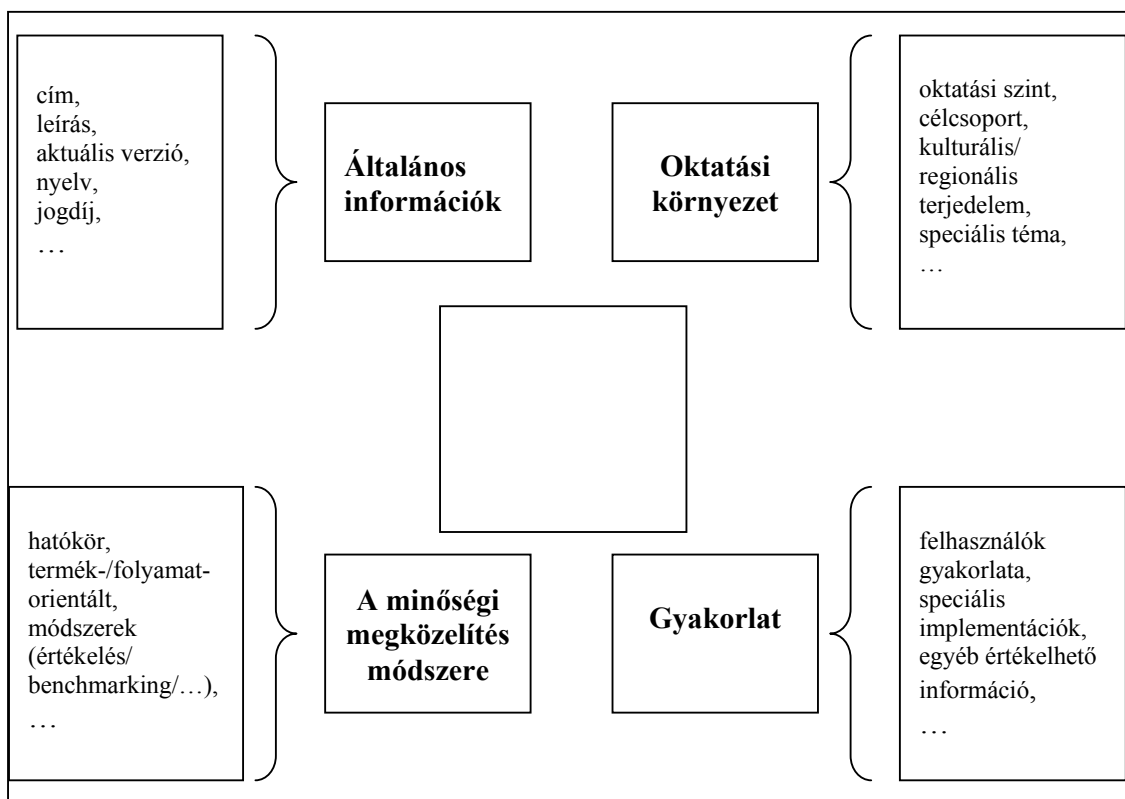 cím,
leírás,
aktuális verzió,
nyelv,
jogdíj,
…
Általános
információk
Oktatási
környezet
oktatási szint,
célcsoport,
kulturális/
regionális
terjedelem,
speciális téma,
…
hatókör,
termék-/folyamat-
orientált,
módszerek
(értékelés/
benchmarking/…),
…
A minőségi
megközelítés
módszere
Gyakorlat
felhasználók
gyakorlata,
speciális
implementációk,
egyéb értékelhető
információ,
…